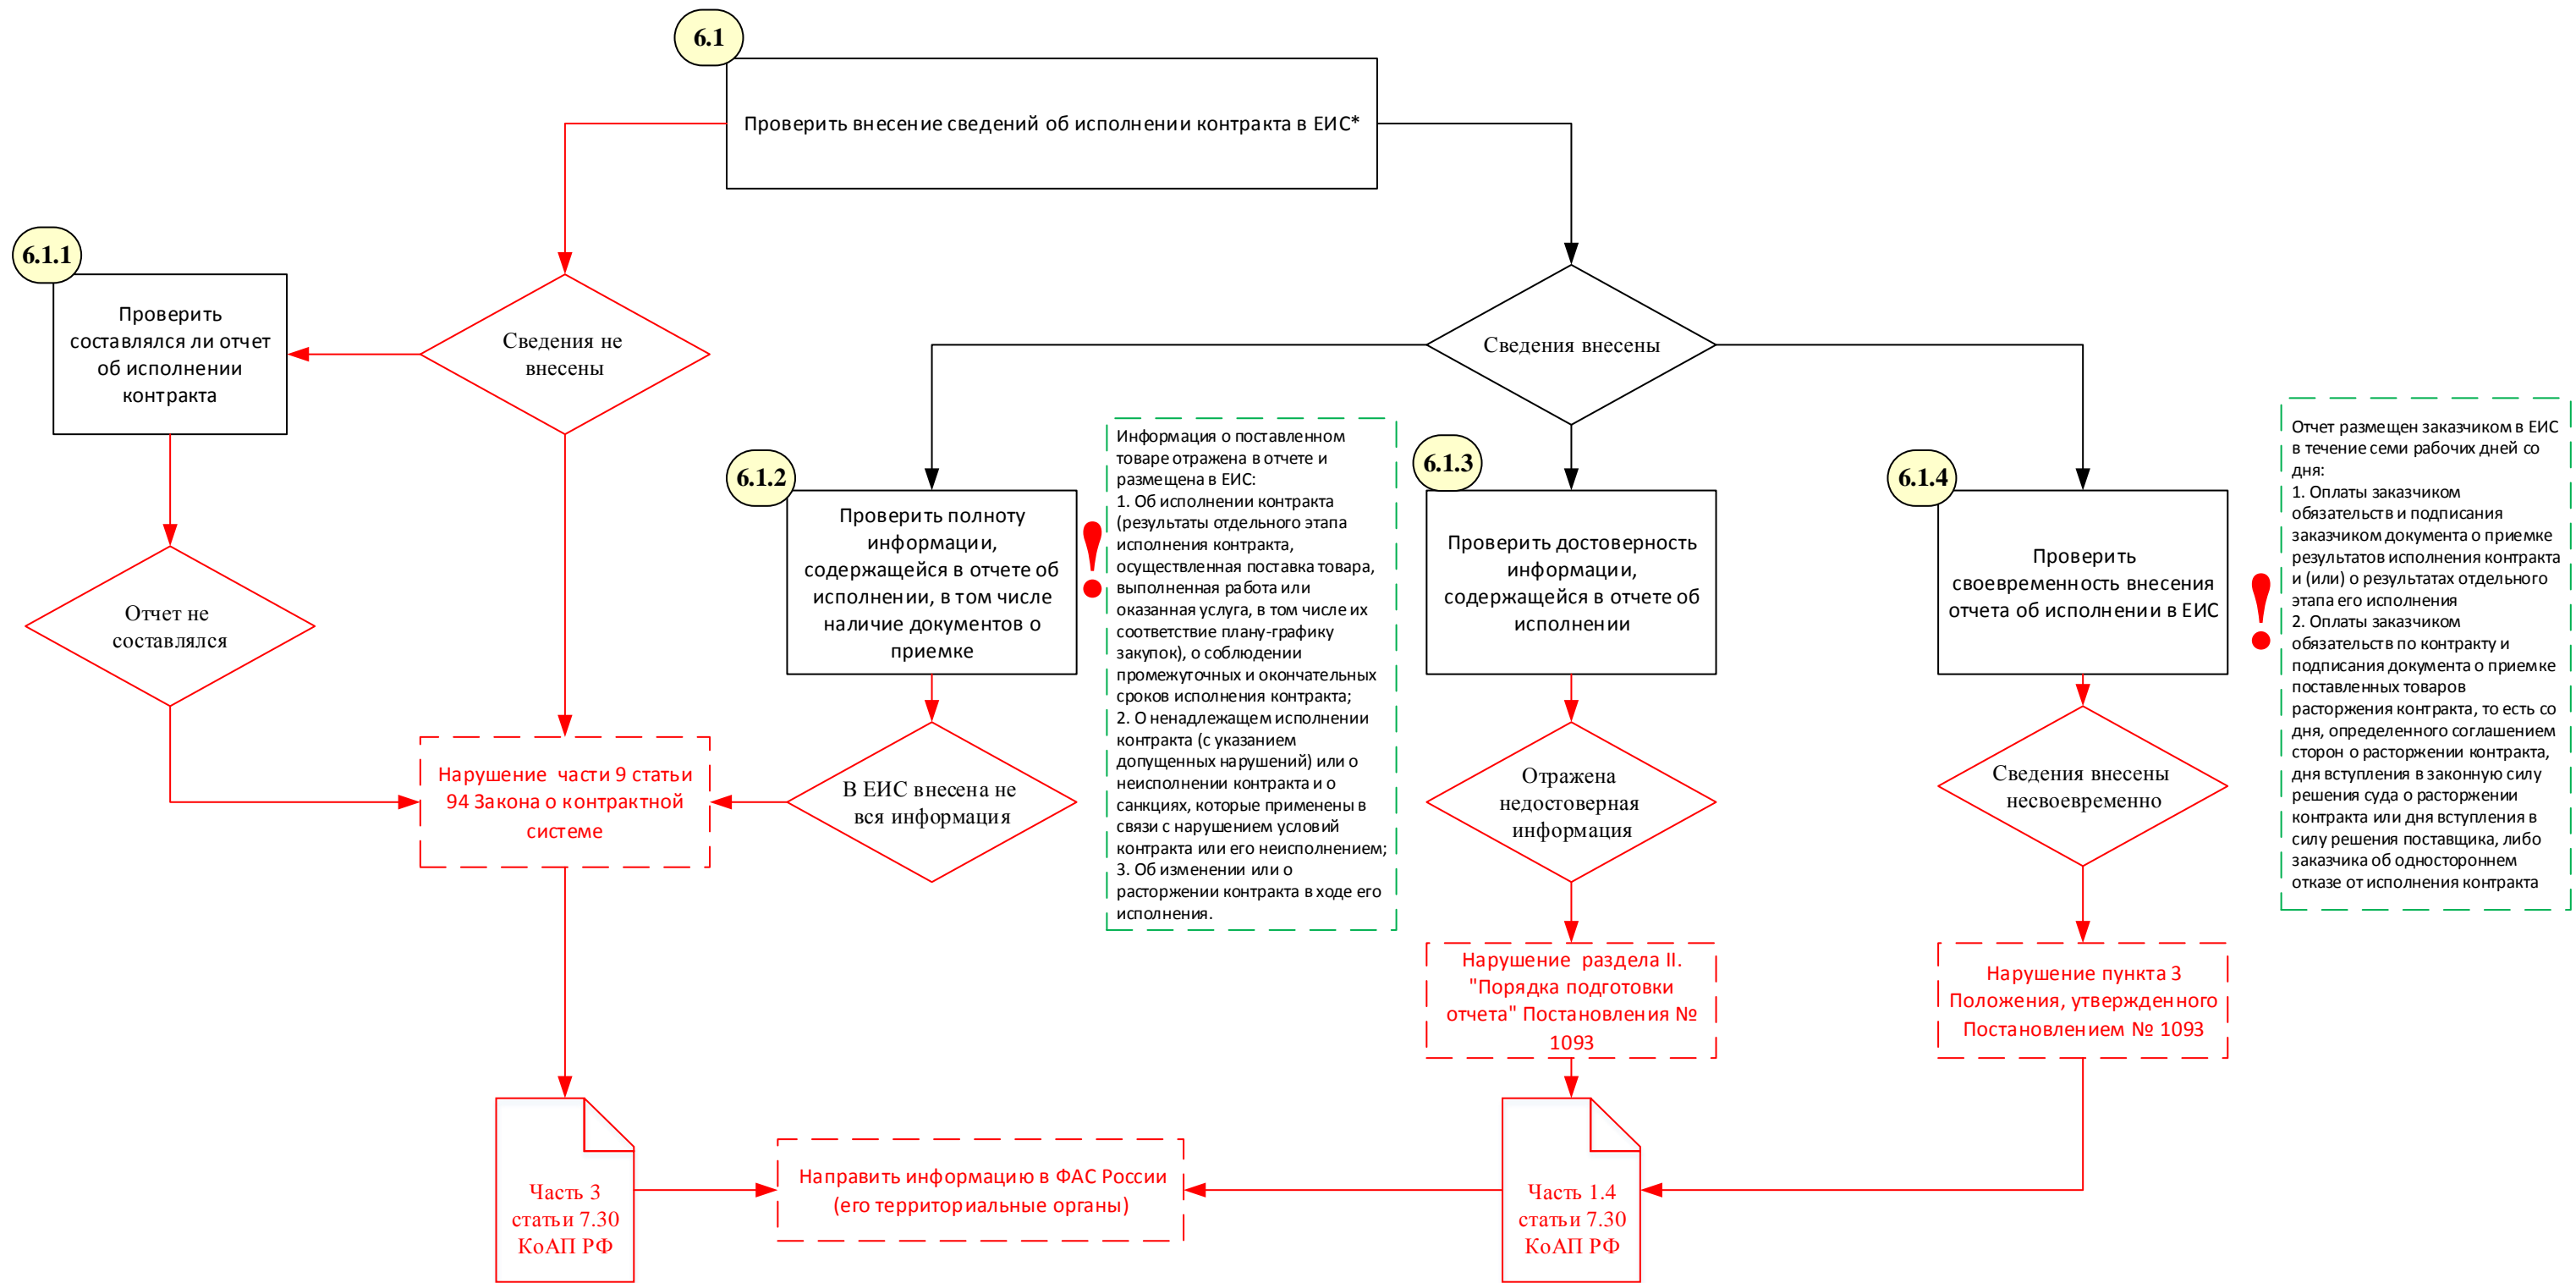 6.1
Проверить внесение сведений об исполнении контракта в ЕИС*
6.1.1
Проверить
составлялся ли отчет
об исполнении
контракта
Сведения не
внесены
Сведения внесены
Отчет не
составлялся
6.1.2
Проверить полноту
информации,
содержащейся в отчете об
исполнении, в том числе
наличие документов о
приемке
!
Информация о поставленном
товаре отражена в отчете и
размещена в ЕИС:
1. Об исполнении контракта
(результаты отдельного этапа
исполнения контракта,
осуществленная поставка товара,
выполненная работа или
оказанная услуга, в том числе их
соответствие плану-графику
закупок), о соблюдении
промежуточных и окончательных
сроков исполнения контракта;
2. О ненадлежащем исполнении
контракта (с указанием
допущенных нарушений) или о
неисполнении контракта и о
санкциях, которые применены в
связи с нарушением условий
контракта или его неисполнением;
3. Об изменении или о
расторжении контракта в ходе его
исполнения.
6.1.3
Проверить достоверность
информации,
содержащейся в отчете об
исполнении
6.1.4
Проверить
своевременность внесения
отчета об исполнении в ЕИС
!
Отчет размещен заказчиком в ЕИС
в течение семи рабочих дней со
дня:
1. Оплаты заказчиком
обязательств и подписания
заказчиком документа о приемке
результатов исполнения контракта
и (или) о результатах отдельного
этапа его исполнения
2. Оплаты заказчиком
обязательств по контракту и
подписания документа о приемке
поставленных товаров
расторжения контракта, то есть со
дня, определенного соглашением
сторон о расторжении контракта,
дня вступления в законную силу
решения суда о расторжении
контракта или дня вступления в
силу решения поставщика, либо
заказчика об одностороннем
отказе от исполнения контракта
Нарушение части 9 статьи
94 Закона о контрактной
системе
В ЕИС внесена не
вся информация
Отражена
недостоверная
информация
Сведения внесены
несвоевременно
Нарушение раздела II.
"Порядка подготовки
отчета" Постановления №
1093
Нарушение пункта 3
Положения, утвержденного
Постановлением № 1093
Часть 3
статьи 7.30
КоАП РФ
Направить информацию в ФАС России
(его территориальные органы)
Часть 1.4
статьи 7.30
КоАП РФ